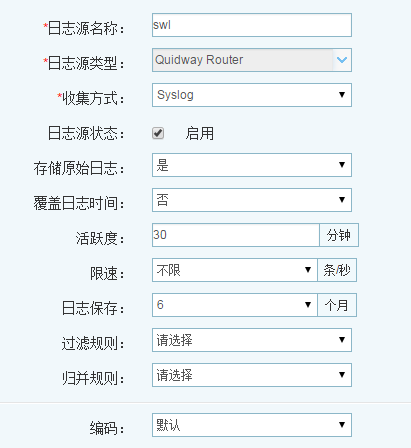 *日志源名称： swl
*日志源类型： Quidway Router
*收集方式： Syslog
日志源状态： 启用
存储原始日志： 是
覆盖日志时间： 否
活跃度： 30 分钟
限速： 不限 条/秒
日志保存： 6 个月
过滤规则： 请选择
归并规则： 请选择
编码： 默认